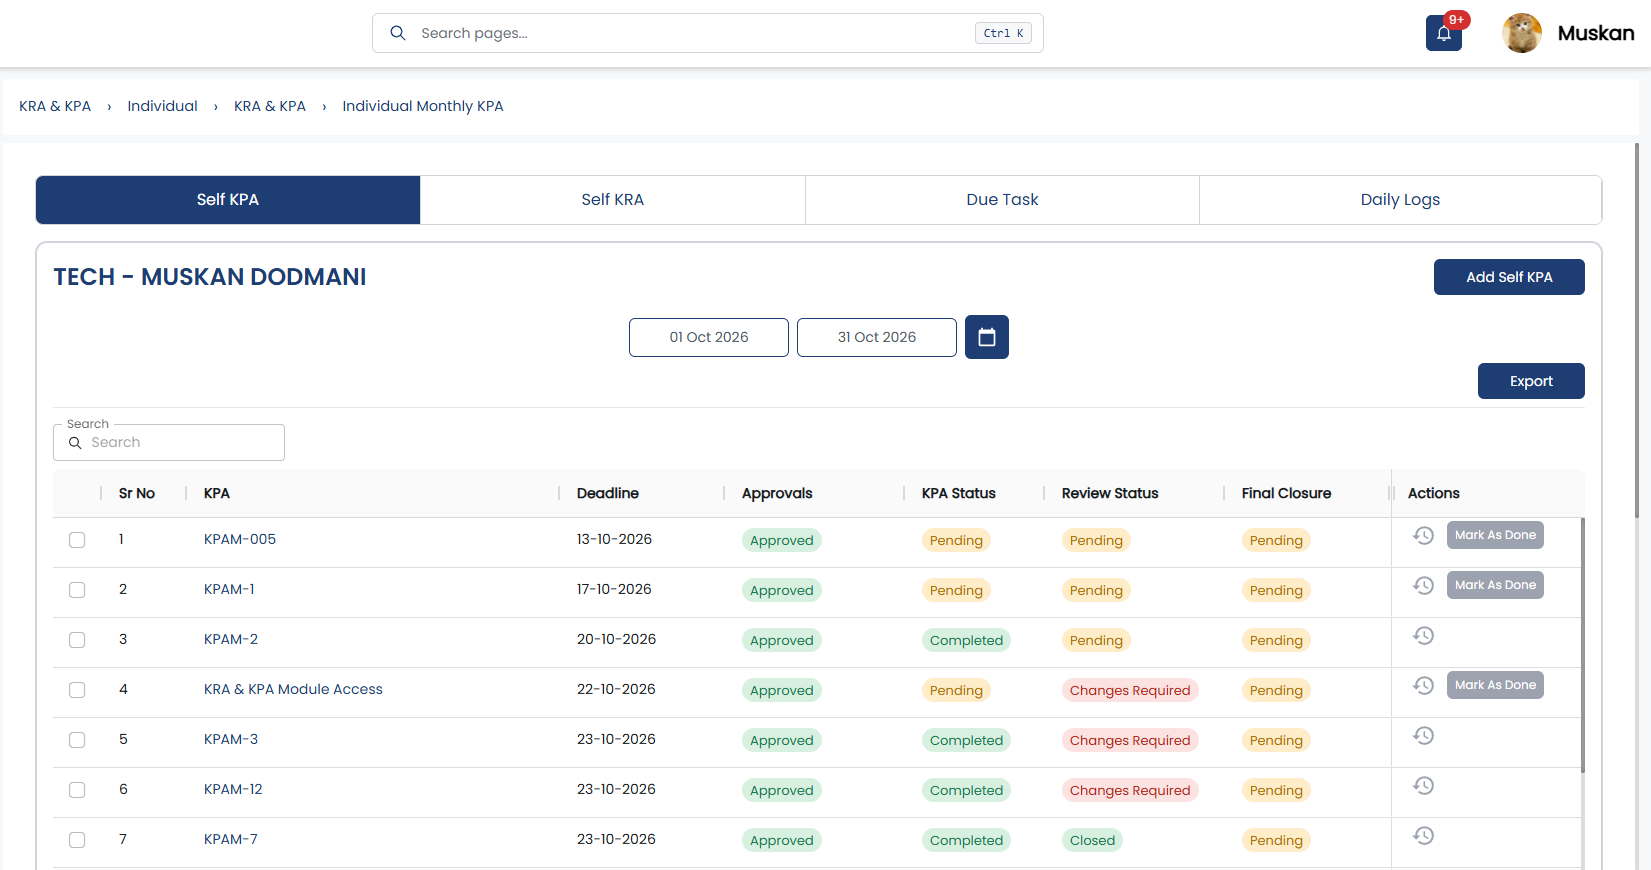 Search pages... Ctrl K 9+ Muskan
KRA & KPA › Individual › KRA & KPA › Individual Monthly KPA
Self KPA Self KRA Due Task Daily Logs
TECH - MUSKAN DODMANI Add Self KPA
01 Oct 2026 31 Oct 2026
Export
Search
Search
Sr No KPA Deadline Approvals KPA Status Review Status Final Closure Actions
1 KPAM-005 13-10-2026 Approved Pending Pending Pending Mark As Done
2 KPAM-1 17-10-2026 Approved Pending Pending Pending Mark As Done
3 KPAM-2 20-10-2026 Approved Completed Pending Pending
4 KRA & KPA Module Access 22-10-2026 Approved Pending Changes Required Pending Mark As Done
5 KPAM-3 23-10-2026 Approved Completed Changes Required Pending
6 KPAM-12 23-10-2026 Approved Completed Changes Required Pending
7 KPAM-7 23-10-2026 Approved Completed Closed Pending